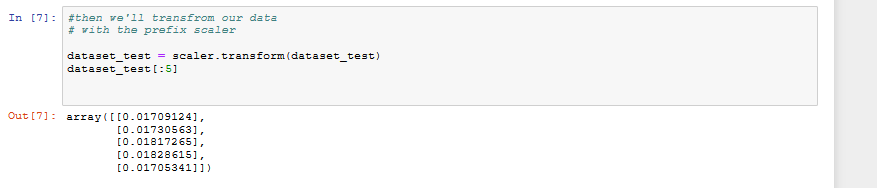 In [7]: #then we'll transfrom our data
# with the prefix scaler
dataset_test = scaler.transform(dataset_test)
dataset_test[:5]
Out[7]: array([[0.01709124],
[0.01730563],
[0.01817265],
[0.01828615],
[0.01705341]])